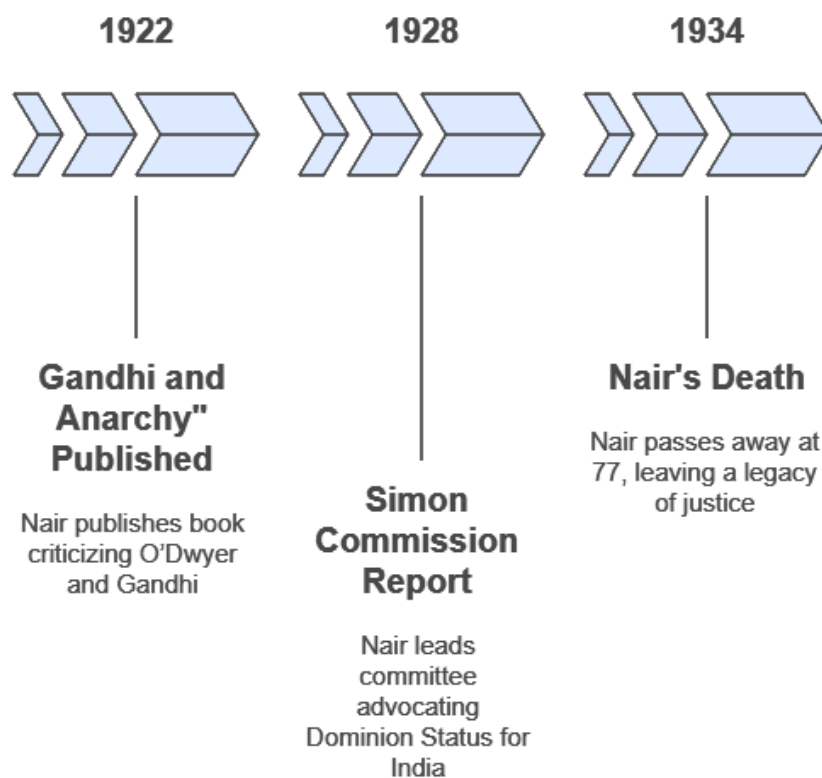 1922
1928
1934
Gandhi and
Anarchy"
Published
Nair publishes book
criticizing O’Dwyer
and Gandhi
Simon
Commission
Report
Nair leads
committee
advocating
Dominion Status for
India
Nair's Death
Nair passes away at
77, leaving a legacy
of justice